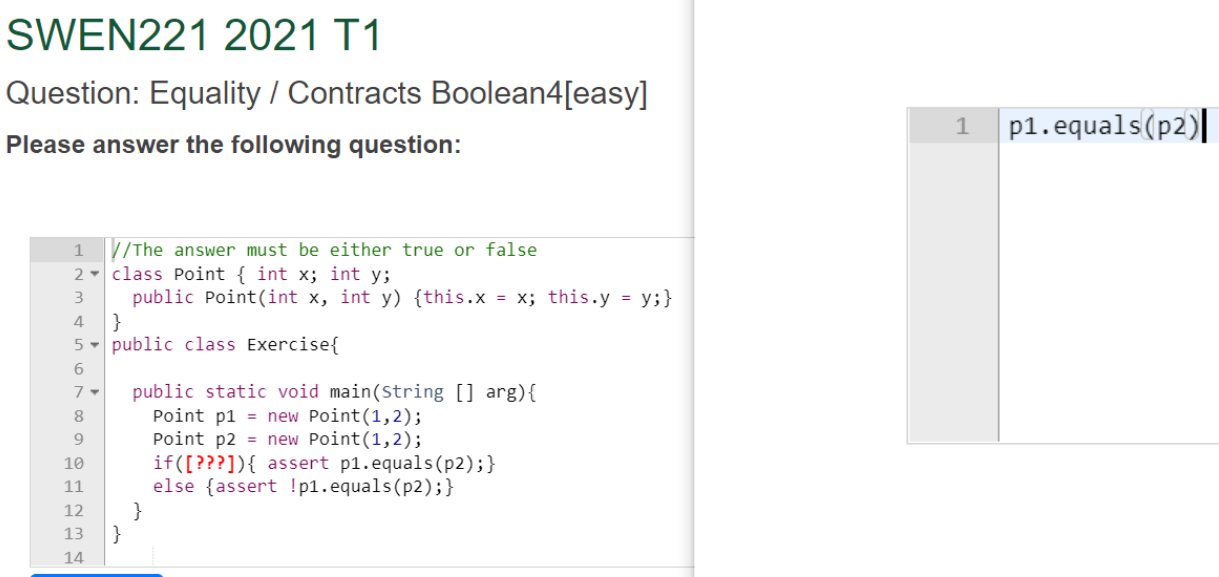 SWEN221 2021 T1
Question: Equality / Contracts Boolean4[easy]
Please answer the following question:
1 //The answer must be either true or false
2 class Point { int x; int y;
3 public Point(int x, int y) {this.x = x; this.y = y;}
4 }
5 public class Exercise{
6
7 public static void main(String [] arg){
8 Point p1 = new Point(1,2);
9 Point p2 = new Point(1,2);
10 if([???]){ assert p1.equals(p2);}
11 else {assert !p1.equals(p2);}
12 }
13 }
14
1 p1.equals(p2)